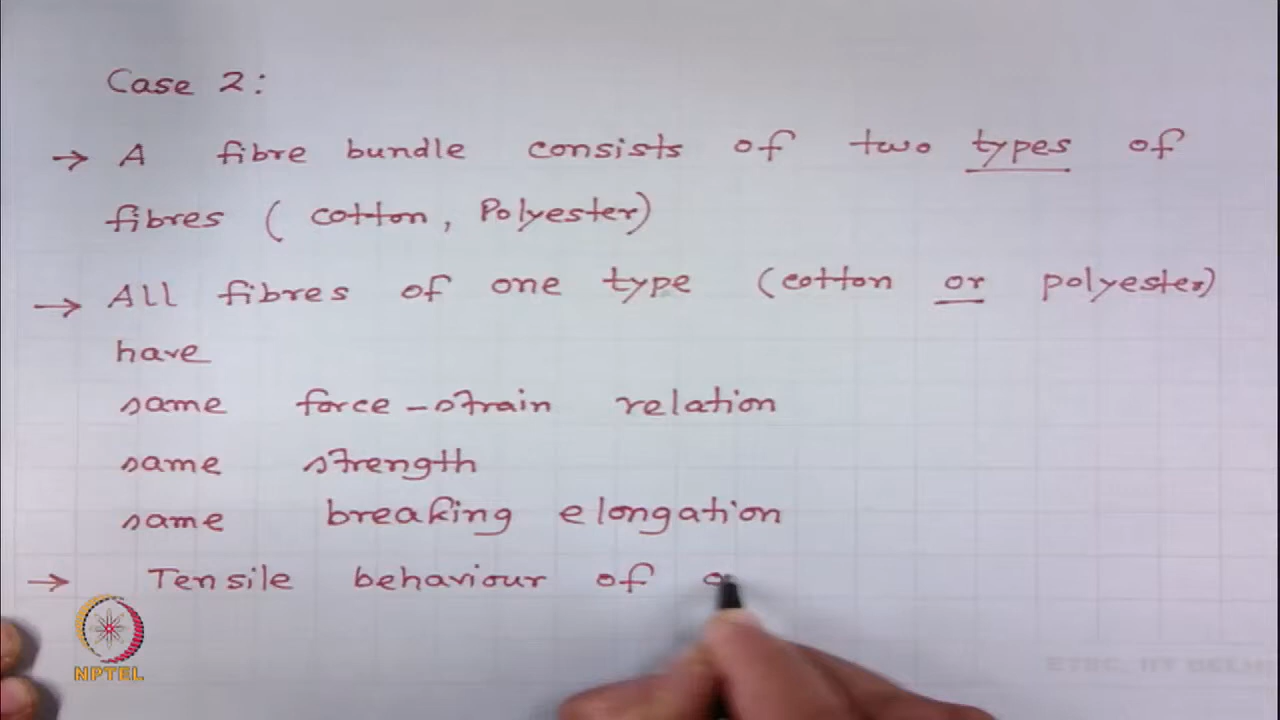 Case 2:
→ A fibre bundle consists of two types of
fibres ( cotton, Polyester)
→ All fibres of one type (cotton or polyester)
have
same force-strain relation
same strength
same breaking elongation
→ Tensile behaviour of
NPTEL